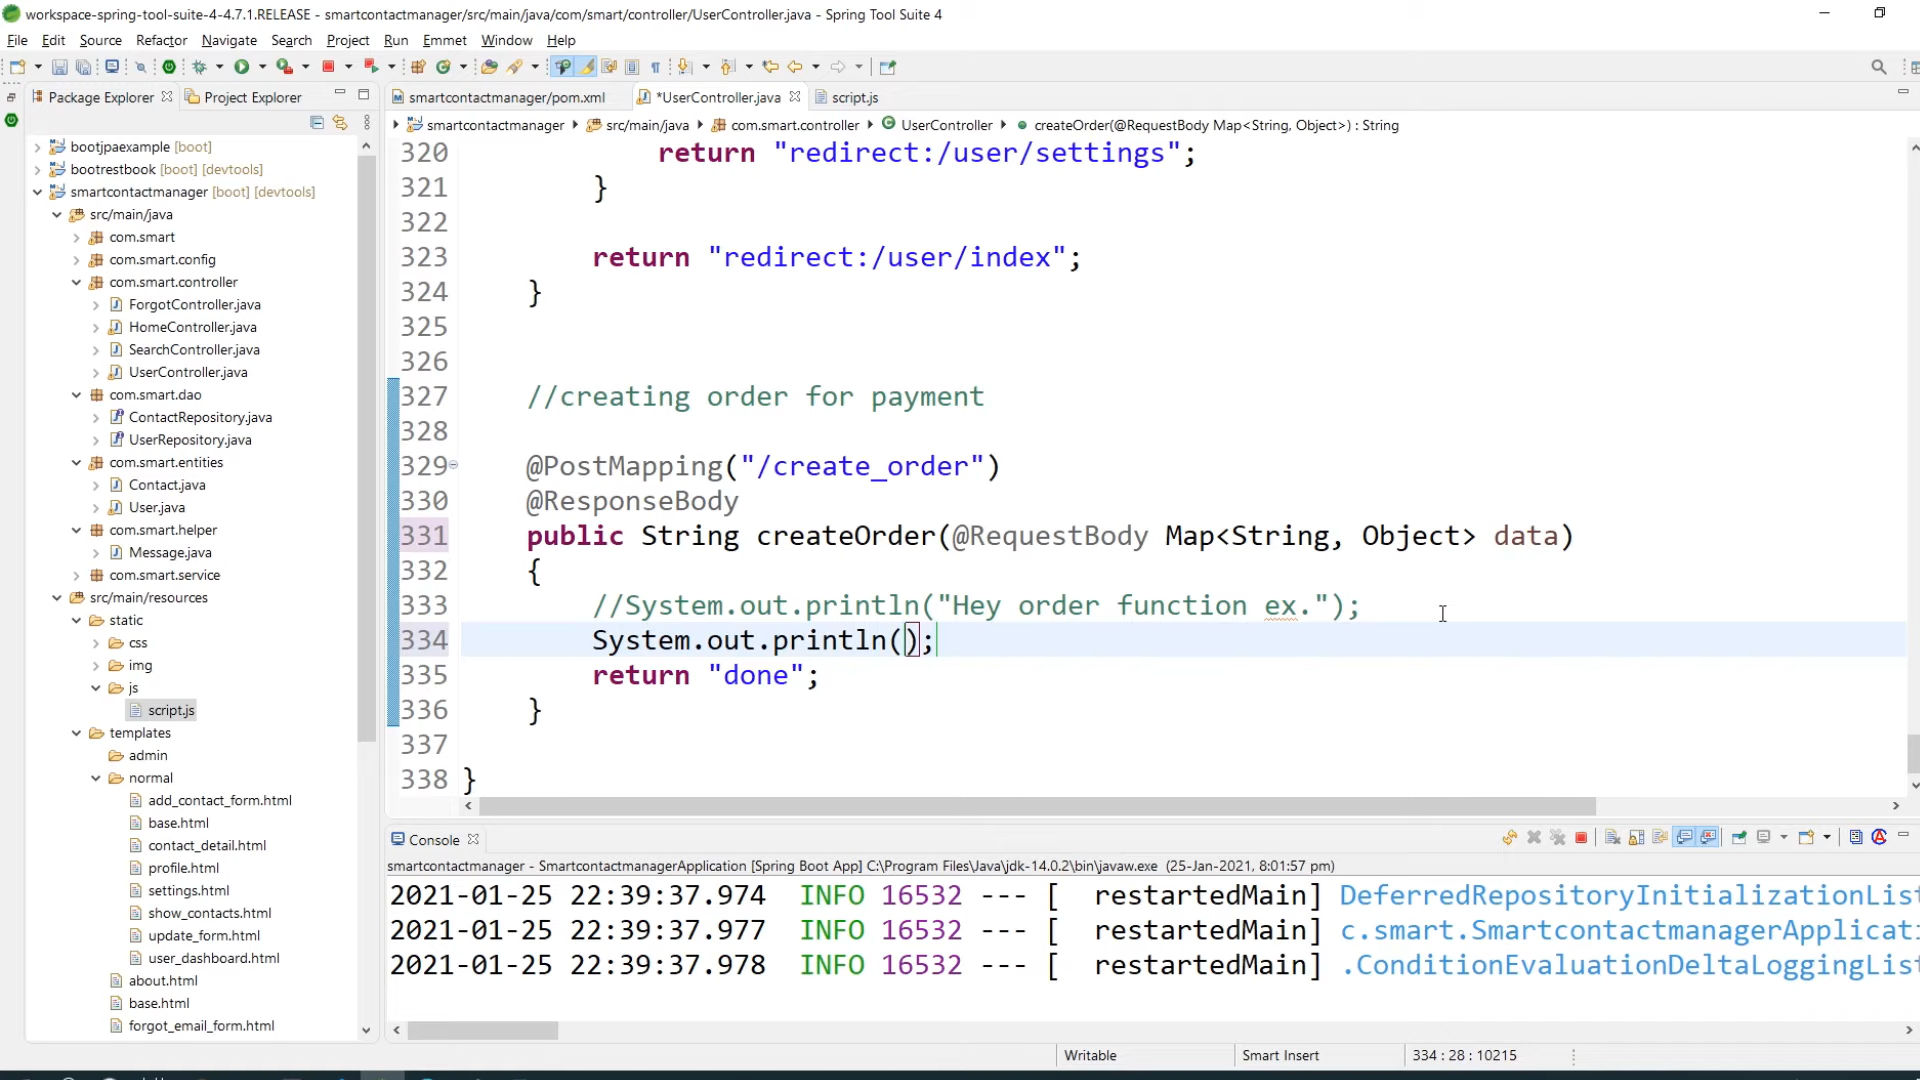 workspace-spring-tool-suite-4-4.7.1.RELEASE - smartcontactmanager/src/main/java/com/smart/controller/UserController.java - Spring Tool Suite 4
File Edit Source Refactor Navigate Search Project Run Emmet Window Help
Package Explorer Project Explorer
smartcontactmanager/pom.xml *UserController.java script.js
smartcontactmanager src/main/java com.smart.controller UserController createOrder(@RequestBody Map<String, Object>) : String
bootjpaexample [boot]
bootrestbook [boot] [devtools]
smartcontactmanager [boot] [devtools]
src/main/java
com.smart
com.smart.config
com.smart.controller
ForgotController.java
HomeController.java
SearchController.java
UserController.java
com.smart.dao
ContactRepository.java
UserRepository.java
com.smart.entities
Contact.java
User.java
com.smart.helper
Message.java
com.smart.service
src/main/resources
static
css
img
js
script.js
templates
admin
normal
add_contact_form.html
base.html
contact_detail.html
profile.html
settings.html
show_contacts.html
update_form.html
user_dashboard.html
about.html
base.html
forgot_email_form.html
320 return "redirect:/user/settings";
321 }
322
323 return "redirect:/user/index";
324 }
325
326
327 //creating order for payment
328
329 @PostMapping("/create_order")
330 @ResponseBody
331 public String createOrder(@RequestBody Map<String, Object> data)
332 {
333 //System.out.println("Hey order function ex.");
334 System.out.println();
335 return "done";
336 }
337
338 }
Console
smartcontactmanager - SmartcontactmanagerApplication [Spring Boot App] C:\Program Files\Java\jdk-14.0.2\bin\javaw.exe (25-Jan-2021, 8:01:57 pm)
2021-01-25 22:39:37.974 INFO 16532 --- [ restartedMain] DeferredRepositoryInitializationList
2021-01-25 22:39:37.977 INFO 16532 --- [ restartedMain] c.smart.SmartcontactmanagerApplicati
2021-01-25 22:39:37.978 INFO 16532 --- [ restartedMain] .ConditionEvaluationDeltaLoggingList
Writable Smart Insert 334 : 28 : 10215